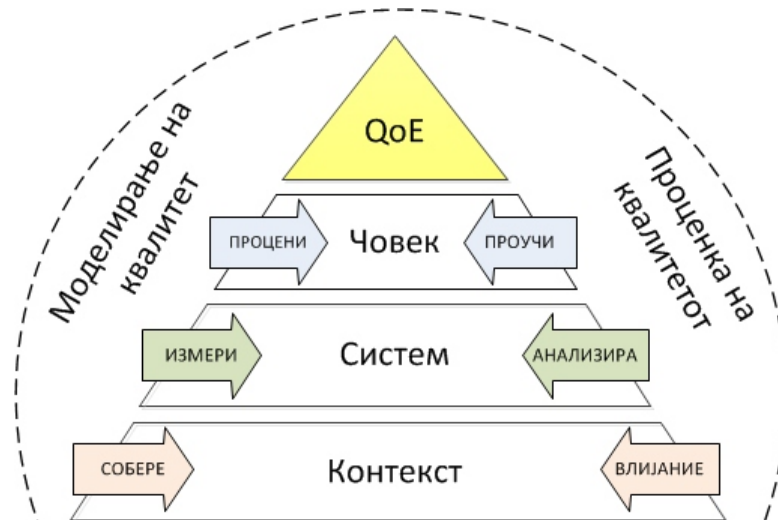 QoE
Моделирање на
квалитет
Проценка на
квалитетот
ПРОЦЕНИ
Човек
ПРОУЧИ
ИЗМЕРИ
Систем
АНАЛИЗИРА
СОБЕРЕ
Контекст
ВЛИЈАНИЕ